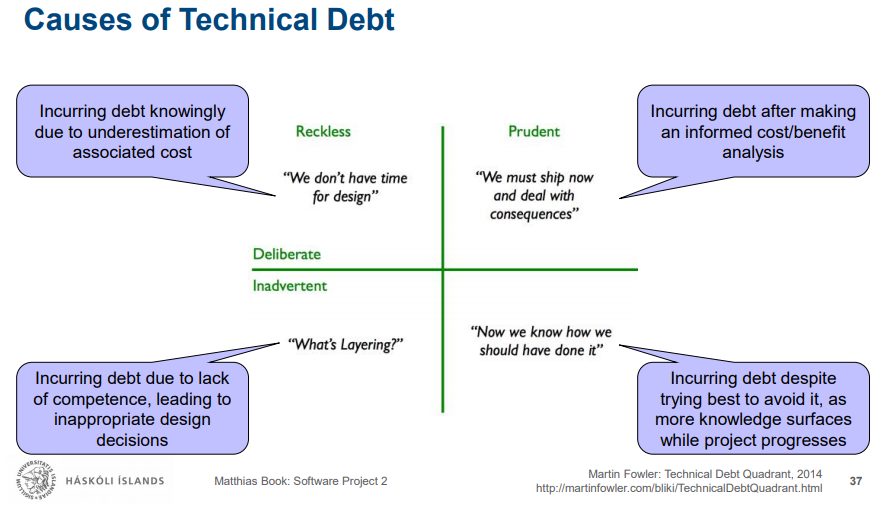 Causes of Technical Debt
Incurring debt knowingly
due to underestimation of
associated cost
Reckless
Prudent
Incurring debt after making
an informed cost/benefit
analysis
“We don’t have time
for design”
“We must ship now
and deal with
consequences”
Deliberate
Inadvertent
“What’s Layering?”
“Now we know how we
should have done it”
Incurring debt due to lack
of competence, leading to
inappropriate design
decisions
Incurring debt despite
trying best to avoid it, as
more knowledge surfaces
while project progresses
HÁSKÓLI ÍSLANDS
Matthias Book: Software Project 2
Martin Fowler: Technical Debt Quadrant, 2014
http://martinfowler.com/bliki/TechnicalDebtQuadrant.html
37